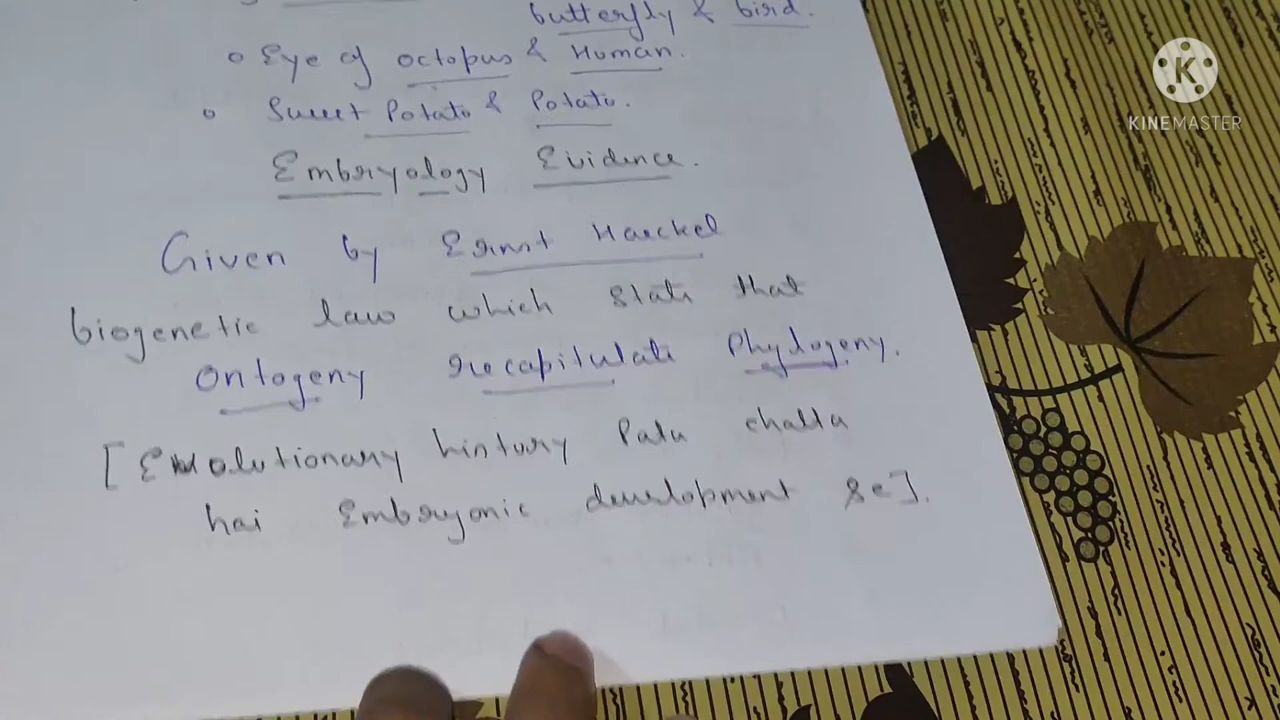 butterfly & bird.
○ Eye of octopus & Human.
○ Sweet Potato & Potato.
Embryology Evidence.
Given by Ernst Haeckel
biogenetic law which state that
Ontogeny recapitulate Phylogeny.
[Evolutionary history Pata chalta
hai Embryonic development se].
K
KINEMASTER